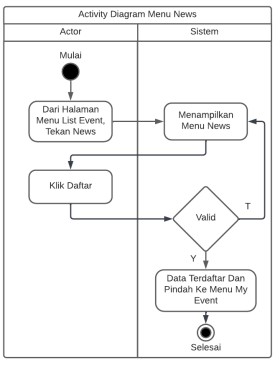 Activity Diagram Menu News
Actor
Sistem
Mulai
Dari Halaman
Menu List Event,
Tekan News
Menampilkan
Menu News
Klik Daftar
Valid
T
Y
Data Terdaftar Dan
Pindah Ke Menu My
Event
Selesai